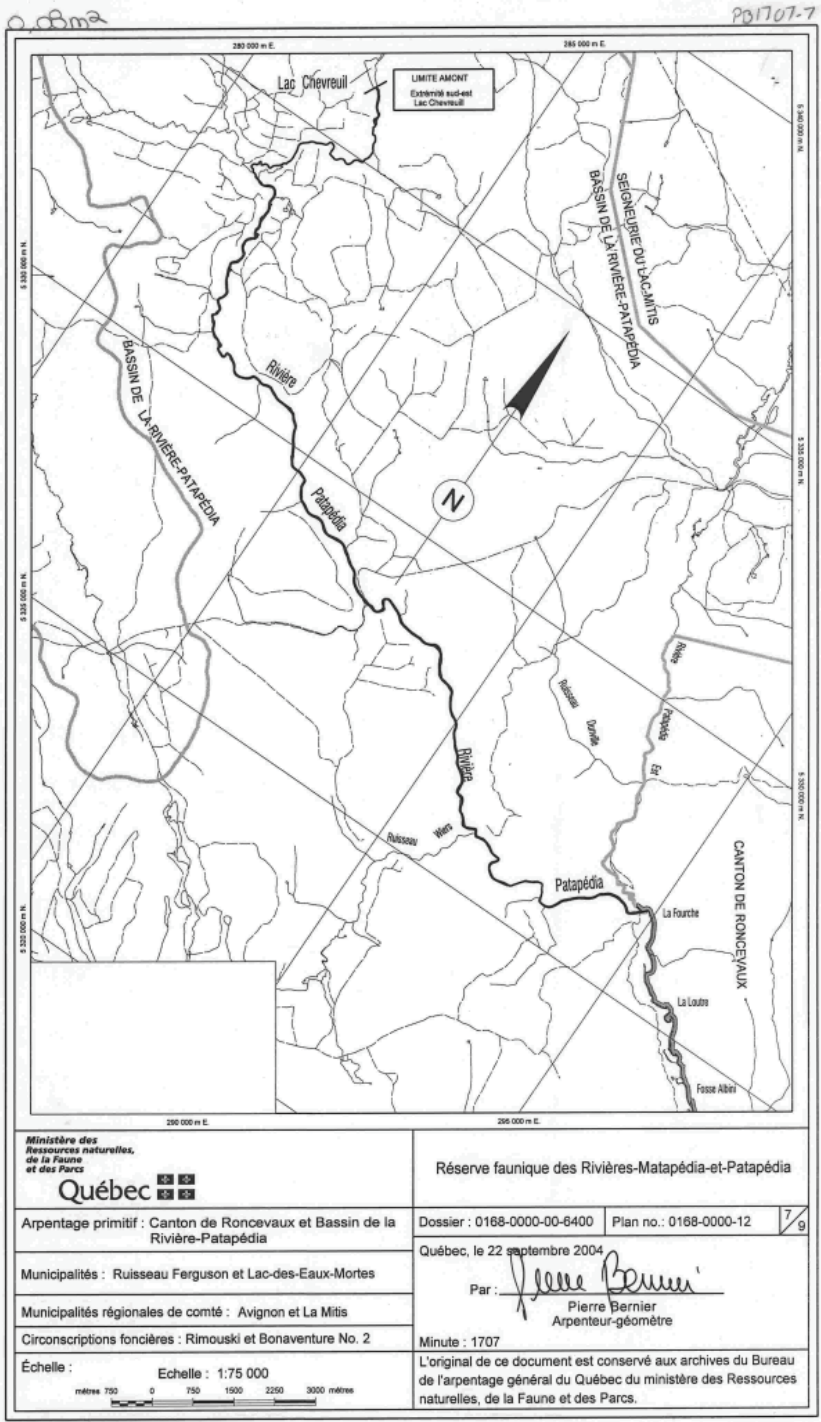 0,08m2
PB1707-7
280 000 m E.
285 000 m E.
Lac Chevreuil
LIMITE AMONT
Extrémité sud-est
Lac Chevreuil
5 340 000 m N.
SEIGNEURIE DU LAC-MITIS
BASSIN DE LA RIVIÈRE-PATAPÉDIA
5 330 000 m N.
BASSIN DE LA-RIVIÈRE-PATAPÉDIA
Rivière
Patapédia
N
5 335 000 m N.
5 325 000 m N.
Rivière
Patapédia
Est
Ruisseau
Dunville
Rivière
5 330 000 m N.
Ruisseau Wiers
Patapédia
CANTON DE RONCEVAUX
La Fourche
5 320 000 m N.
La Loutre
Fosse Albini
290 000 m E.
295 000 m E.
Ministère des
Ressources naturelles,
de la Faune
et des Parcs
Québec
Réserve faunique des Rivières-Matapédia-et-Patapédia
Arpentage primitif : Canton de Roncevaux et Bassin de la
Rivière-Patapédia
Dossier : 0168-0000-00-6400
Plan no.: 0168-0000-12
7/9
Municipalités : Ruisseau Ferguson et Lac-des-Eaux-Mortes
Québec, le 22 septembre 2004
Par : Pierre Bernier
Pierre Bernier
Arpenteur-géomètre
Municipalités régionales de comté : Avignon et La Mitis
Circonscriptions foncières : Rimouski et Bonaventure No. 2
Minute : 1707
Échelle :
Echelle : 1:75 000
mètres 750 0 750 1500 2250 3000 mètres
L'original de ce document est conservé aux archives du Bureau
de l'arpentage général du Québec du ministère des Ressources
naturelles, de la Faune et des Parcs.